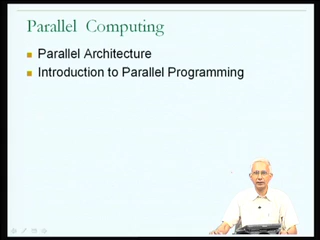 Parallel Computing
Parallel Architecture
Introduction to Parallel Programming